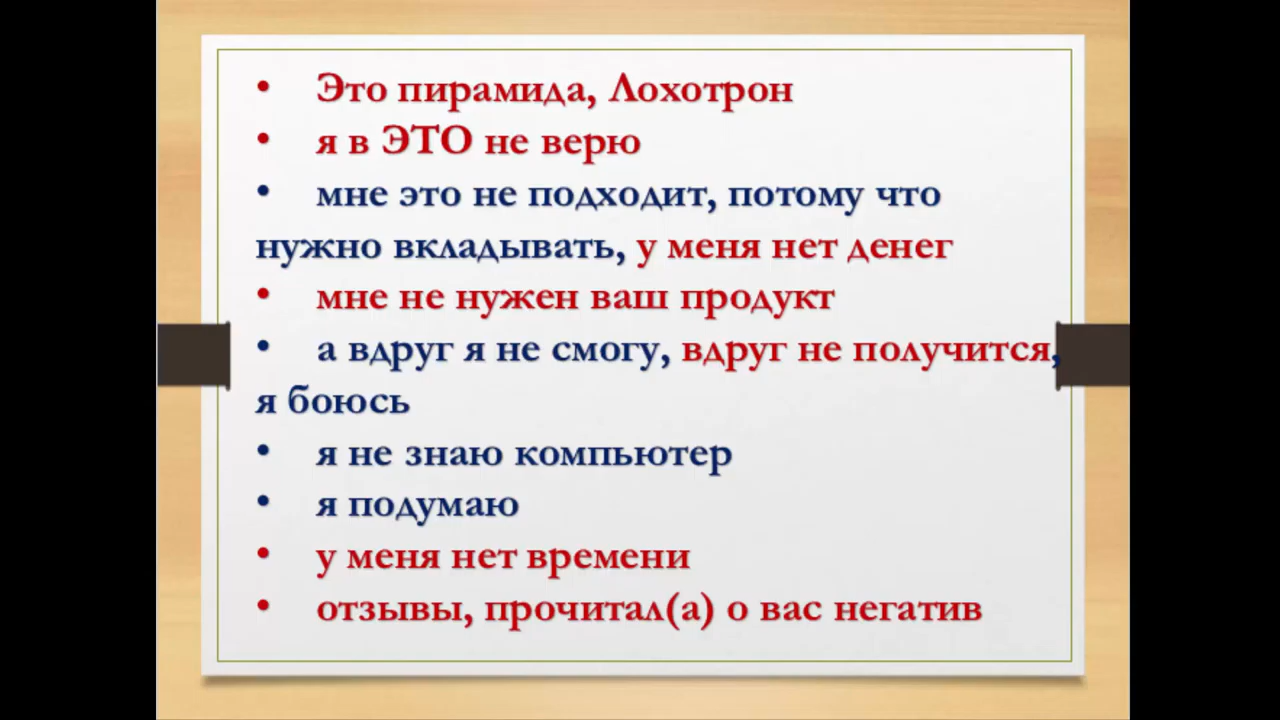 • Это пирамида, Лохотрон
• я в ЭТО не верю
• мне это не подходит, потому что
нужно вкладывать, у меня нет денег
• мне не нужен ваш продукт
• а вдруг я не смогу, вдруг не получится,
я боюсь
• я не знаю компьютер
• я подумаю
• у меня нет времени
• отзывы, прочитал(а) о вас негатив